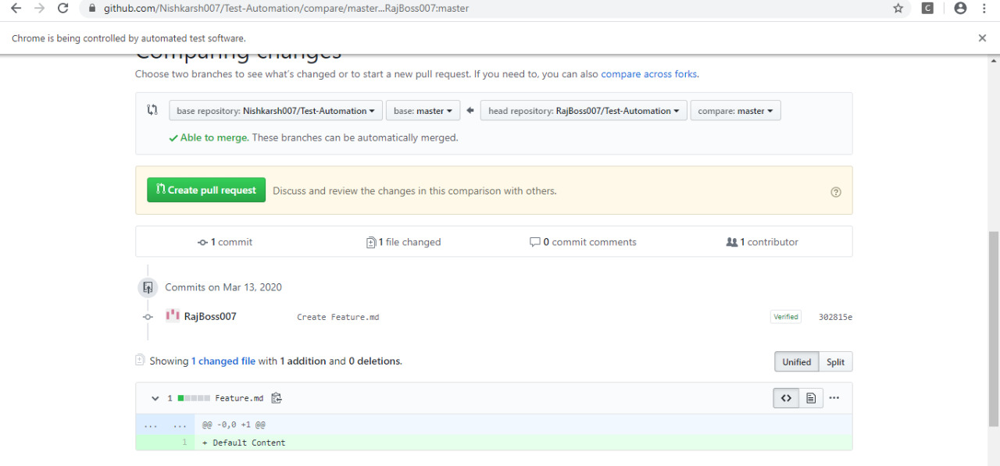 github.com/Nishkarsh007/Test-Automation/compare/master...RajBoss007:master
Chrome is being controlled by automated test software.
Comparing changes
Choose two branches to see what's changed or to start a new pull request. If you need to, you can also compare across forks.
base repository: Nishkarsh007/Test-Automation base: master head repository: RajBoss007/Test-Automation compare: master
Able to merge. These branches can be automatically merged.
Create pull request Discuss and review the changes in this comparison with others.
1 commit 1 file changed 0 commit comments 1 contributor
Commits on Mar 13, 2020
RajBoss007 Create Feature.md Verified 302815e
Showing 1 changed file with 1 addition and 0 deletions. Unified Split
1 Feature.md
... ... @@ -0,0 +1 @@
1 + Default Content